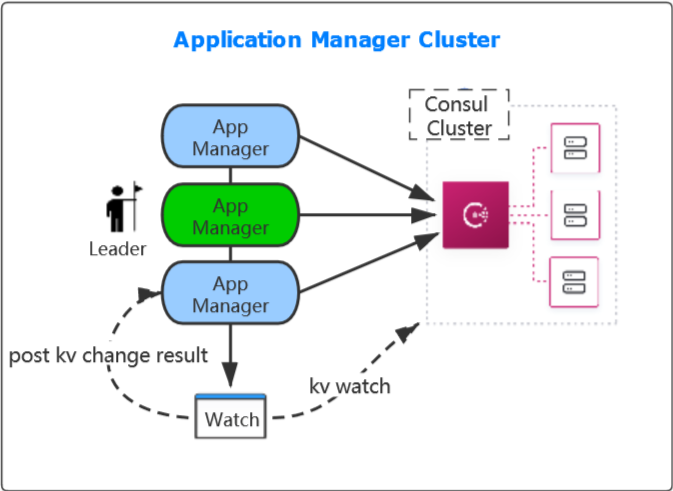 Application Manager Cluster
App
Manager
Consul
Cluster
App
Manager
Leader
App
Manager
post kv change result
kv watch
Watch